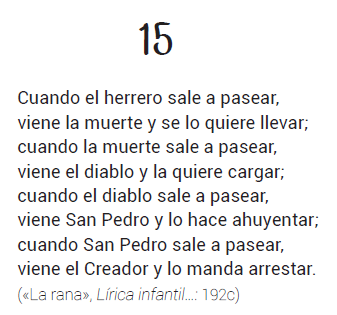 15
Cuando el herrero sale a pasear,
viene la muerte y se lo quiere llevar;
cuando la muerte sale a pasear,
viene el diablo y la quiere cargar;
cuando el diablo sale a pasear,
viene San Pedro y lo hace ahuyentar;
cuando San Pedro sale a pasear,
viene el Creador y lo manda arrestar.
(«La rana», Lírica infantil...: 192c)